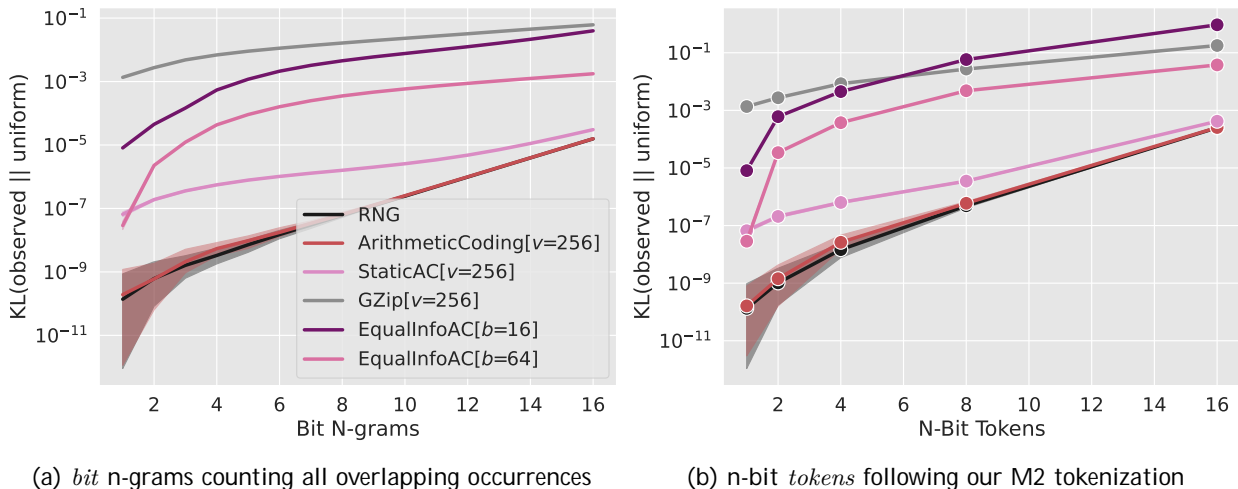 10⁻¹
10⁻³
10⁻⁵
10⁻⁷
10⁻⁹
10⁻¹¹
KL(observed || uniform)
RNG
ArithmeticCoding[v=256]
StaticAC[v=256]
GZip[v=256]
EqualInfoAC[b=16]
EqualInfoAC[b=64]
2 4 6 8 10 12 14 16
Bit N-grams
(a) bit n-grams counting all overlapping occurrences
10⁻¹
10⁻³
10⁻⁵
10⁻⁷
10⁻⁹
10⁻¹¹
KL(observed || uniform)
2 4 6 8 10 12 14 16
N-Bit Tokens
(b) n-bit tokens following our M2 tokenization